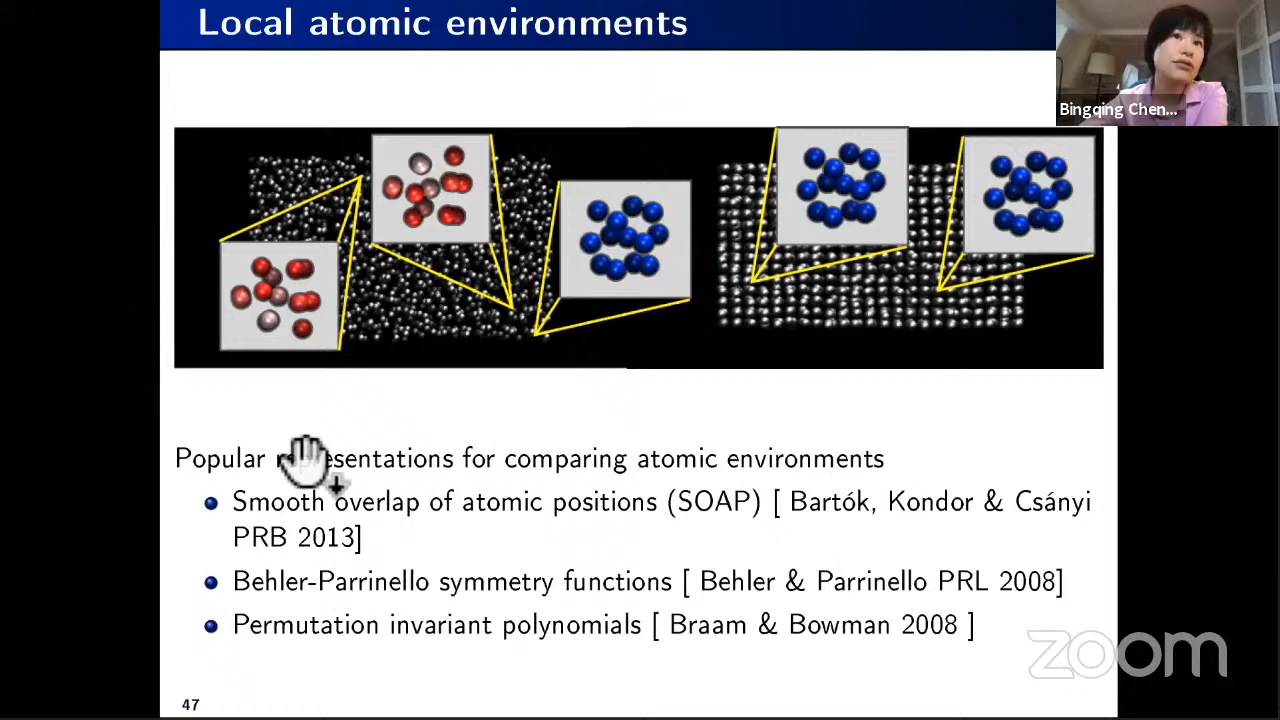 Local atomic environments
Bingqing Chen...
Popular representations for comparing atomic environments
Smooth overlap of atomic positions (SOAP) [ Bartók, Kondor & Csányi
PRB 2013]
Behler-Parrinello symmetry functions [ Behler & Parrinello PRL 2008]
Permutation invariant polynomials [ Braam & Bowman 2008 ]
zoom
47